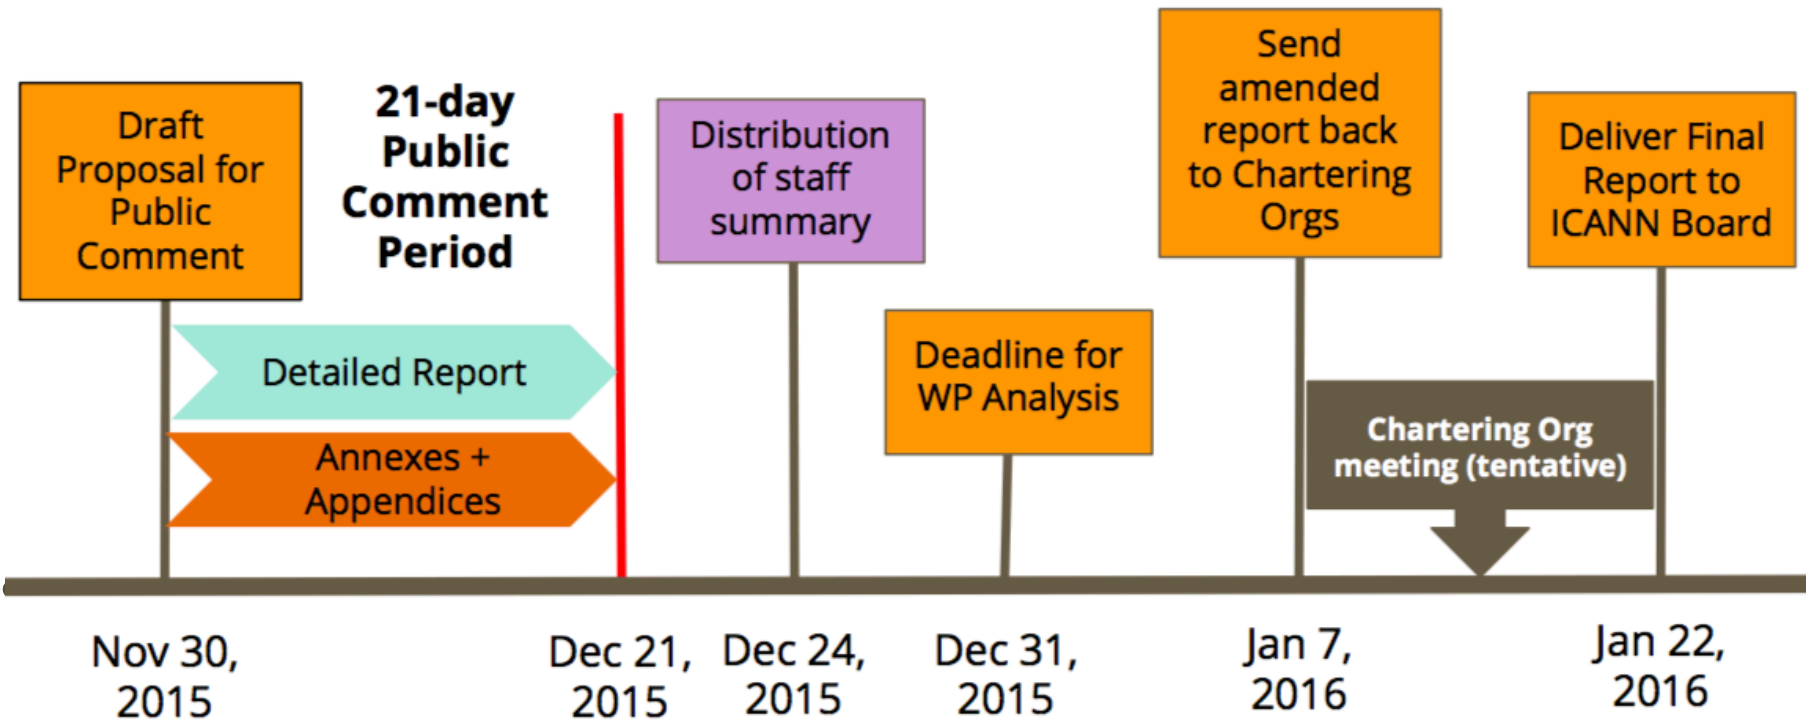 Draft
Proposal for
Public
Comment
21-day
Public
Comment
Period
Detailed Report
Annexes +
Appendices
Distribution
of staff
summary
Deadline for
WP Analysis
Send
amended
report back
to Chartering
Orgs
Chartering Org
meeting (tentative)
Deliver Final
Report to
ICANN Board
Nov 30,
2015
Dec 21,
2015
Dec 24,
2015
Dec 31,
2015
Jan 7,
2016
Jan 22,
2016